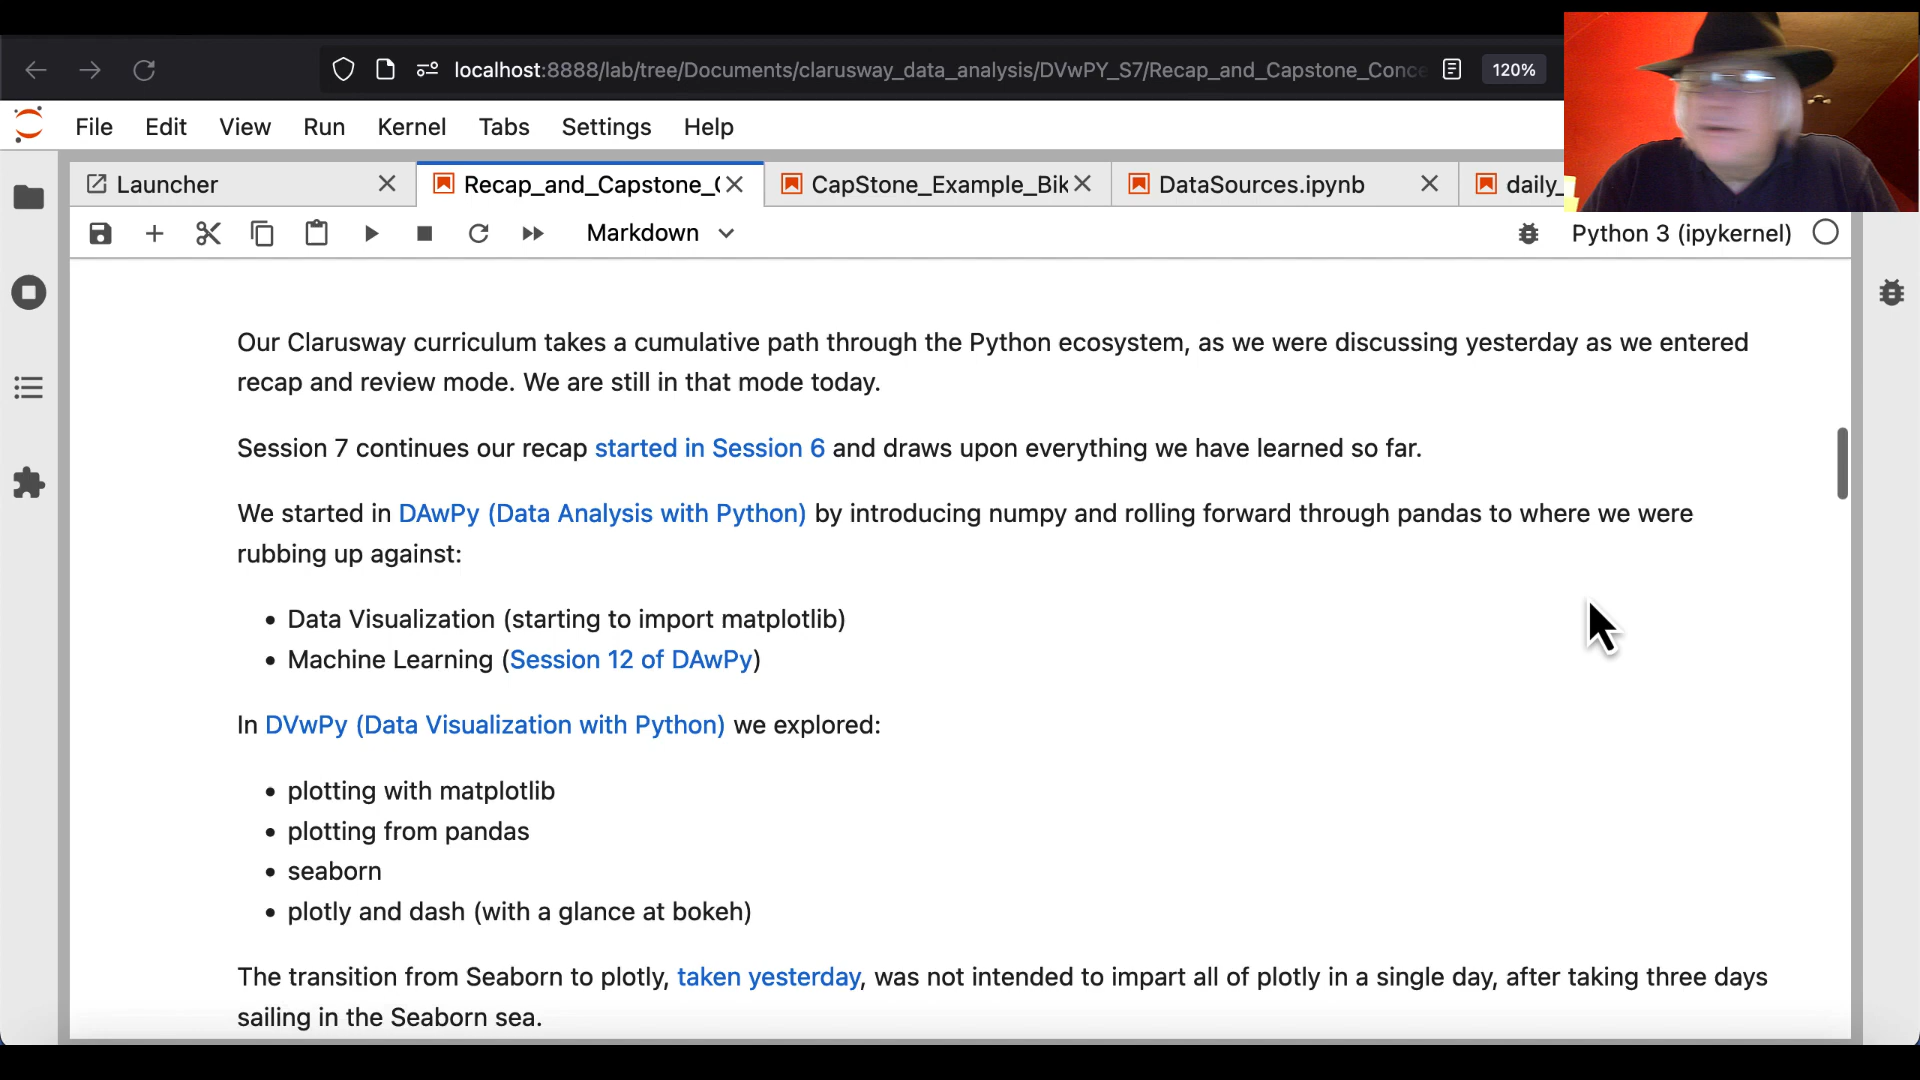 localhost:8888/lab/tree/Documents/clarusway_data_analysis/DVwPY_S7/Recap_and_Capstone_Conce
120%
File Edit View Run Kernel Tabs Settings Help
Launcher
Recap_and_Capstone_(
CapStone_Example_Bik
DataSources.ipynb
daily_
Markdown
Python 3 (ipykernel)
Our Clarusway curriculum takes a cumulative path through the Python ecosystem, as we were discussing yesterday as we entered
recap and review mode. We are still in that mode today.
Session 7 continues our recap started in Session 6 and draws upon everything we have learned so far.
We started in DAwPy (Data Analysis with Python) by introducing numpy and rolling forward through pandas to where we were
rubbing up against:
• Data Visualization (starting to import matplotlib)
• Machine Learning (Session 12 of DAwPy)
In DVwPy (Data Visualization with Python) we explored:
• plotting with matplotlib
• plotting from pandas
• seaborn
• plotly and dash (with a glance at bokeh)
The transition from Seaborn to plotly, taken yesterday, was not intended to impart all of plotly in a single day, after taking three days
sailing in the Seaborn sea.